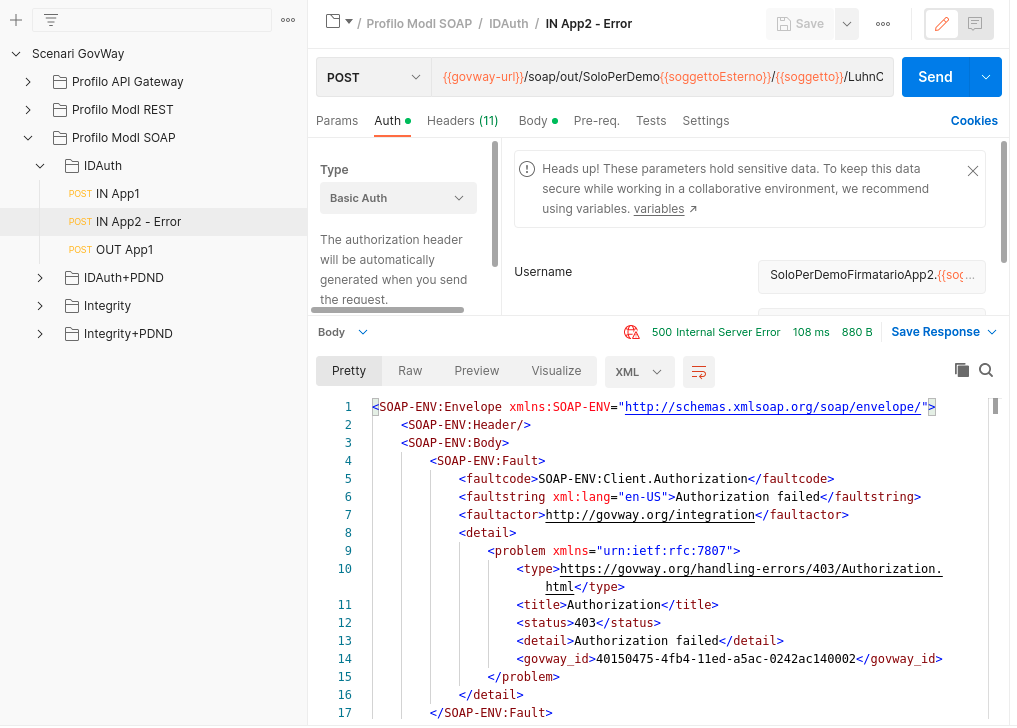 Scenari GovWay
Profilo API Gateway
Profilo ModI REST
Profilo ModI SOAP
IDAuth
POST IN App1
POST IN App2 - Error
POST OUT App1
IDAuth+PDND
Integrity
Integrity+PDND
/ Profilo ModI SOAP / IDAuth / IN App2 - Error
Save
POST
{{govway-url}}/soap/out/SoloPerDemo{{soggettoEsterno}}/{{soggetto}}/LuhnC
Send
Params Auth Headers (11) Body Pre-req. Tests Settings Cookies
Type
Basic Auth
The authorization header
will be automatically
generated when you send
the request.
Heads up! These parameters hold sensitive data. To keep this data
secure while working in a collaborative environment, we recommend
using variables. variables ↗
Username
SoloPerDemoFirmatarioApp2.{{sog...
Body
500 Internal Server Error 108 ms 880 B Save Response
Pretty Raw Preview Visualize XML
1 <SOAP-ENV:Envelope xmlns:SOAP-ENV="http://schemas.xmlsoap.org/soap/envelope/">
2 <SOAP-ENV:Header/>
3 <SOAP-ENV:Body>
4 <SOAP-ENV:Fault>
5 <faultcode>SOAP-ENV:Client.Authorization</faultcode>
6 <faultstring xml:lang="en-US">Authorization failed</faultstring>
7 <faultactor>http://govway.org/integration</faultactor>
8 <detail>
9 <problem xmlns="urn:ietf:rfc:7807">
10 <type>https://govway.org/handling-errors/403/Authorization.
html</type>
11 <title>Authorization</title>
12 <status>403</status>
13 <detail>Authorization failed</detail>
14 <govway_id>40150475-4fb4-11ed-a5ac-0242ac140002</govway_id>
15 </problem>
16 </detail>
17 </SOAP-ENV:Fault>